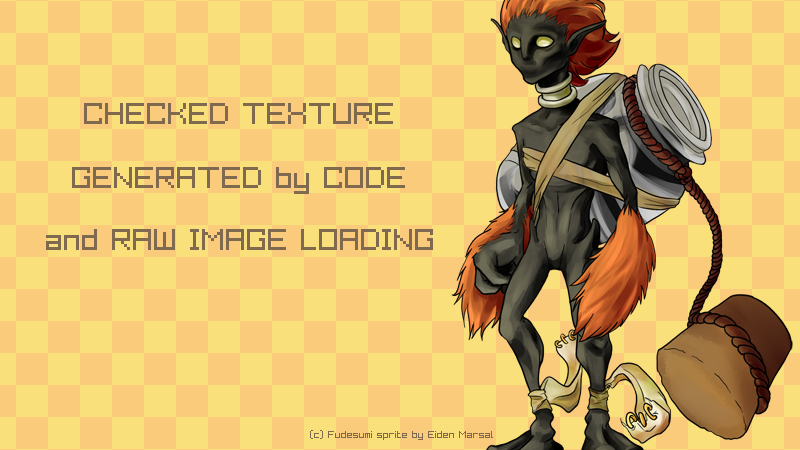 CHECKED TEXTURE
GENERATED by CODE
and RAW IMAGE LOADING
(c) Fudesumi sprite by Eiden Marsal